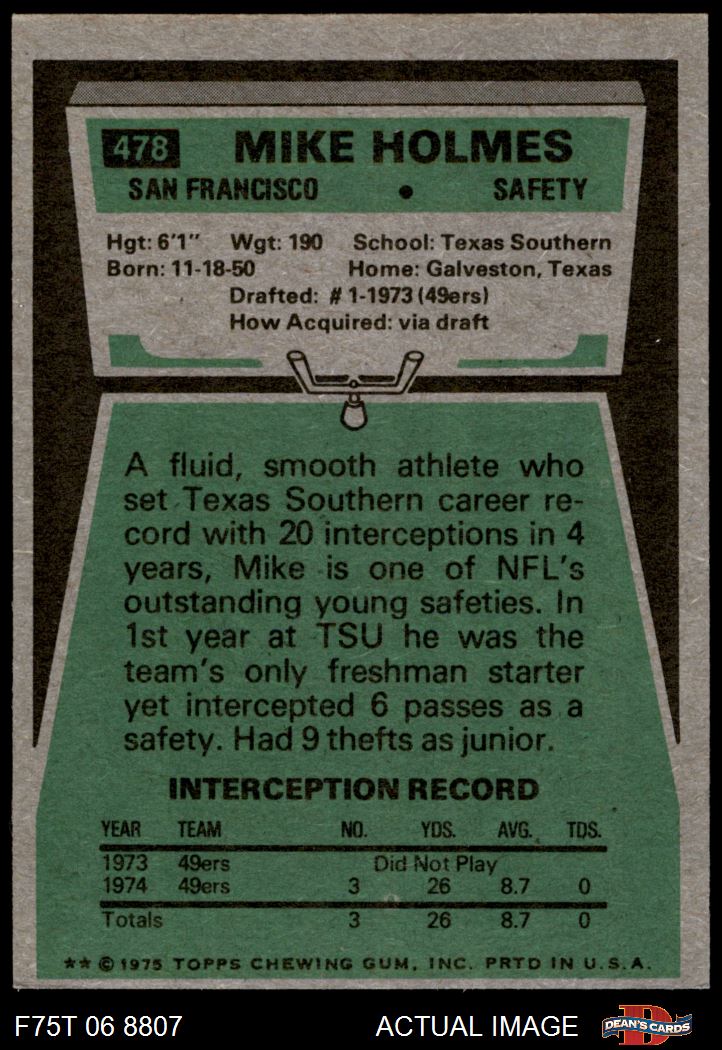 478 MIKE HOLMES
SAN FRANCISCO • SAFETY
Hgt: 6'1" Wgt: 190 School: Texas Southern
Born: 11-18-50 Home: Galveston, Texas
Drafted: # 1-1973 (49ers)
How Acquired: via draft
A fluid, smooth athlete who
set Texas Southern career re-
cord with 20 interceptions in 4
years, Mike is one of NFL's
outstanding young safeties. In
1st year at TSU he was the
team's only freshman starter
yet intercepted 6 passes as a
safety. Had 9 thefts as junior.
INTERCEPTION RECORD
YEAR TEAM NO. YDS. AVG. TDS.
1973 49ers Did Not Play
1974 49ers 3 26 8.7 0
Totals 3 26 8.7 0
** © 1975 TOPPS CHEWING GUM, INC. PRTD IN U.S.A.
F75T 06 8807 ACTUAL IMAGE DEAN'S CARDS